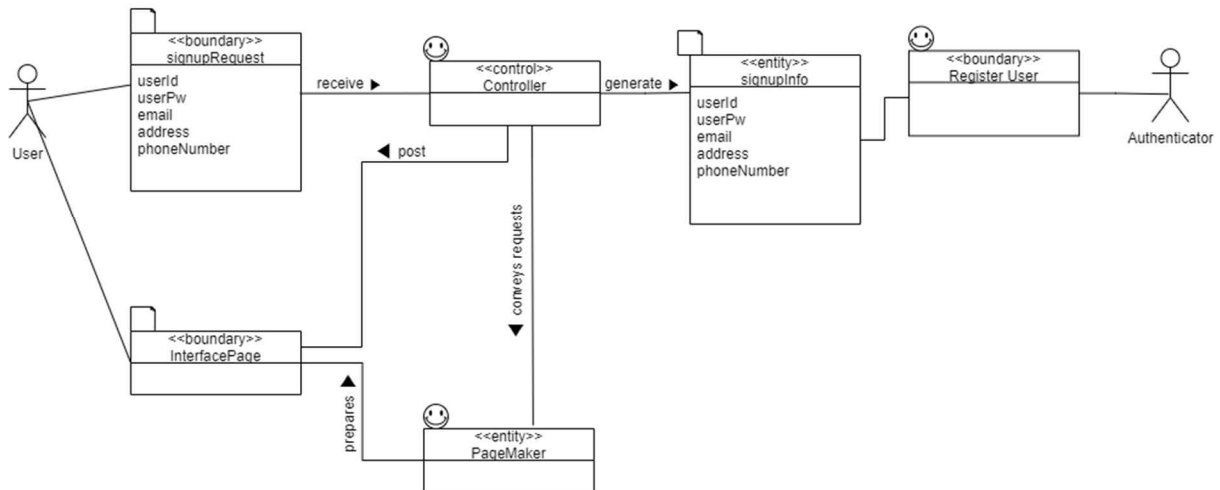 <<boundary>>
signupRequest
userId
userPw
email
address
phoneNumber
User
receive
<<control>>
Controller
generate
<<entity>>
signupInfo
userId
userPw
email
address
phoneNumber
<<boundary>>
Register User
Authenticator
post
conveys requests
<<boundary>>
InterfacePage
prepares
<<entity>>
PageMaker